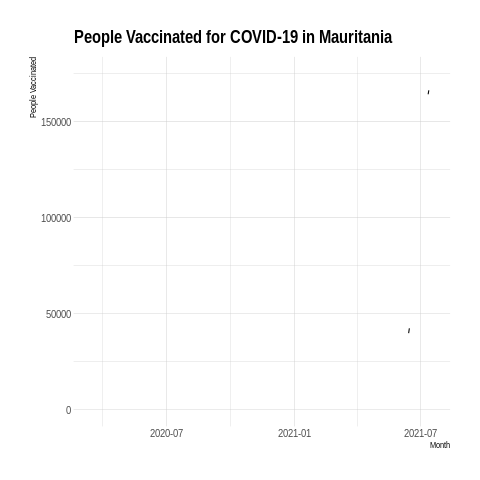 People Vaccinated for COVID-19 in Mauritania
People Vaccinated
150000
100000
50000
0
2020-07 2021-01 2021-07
Month